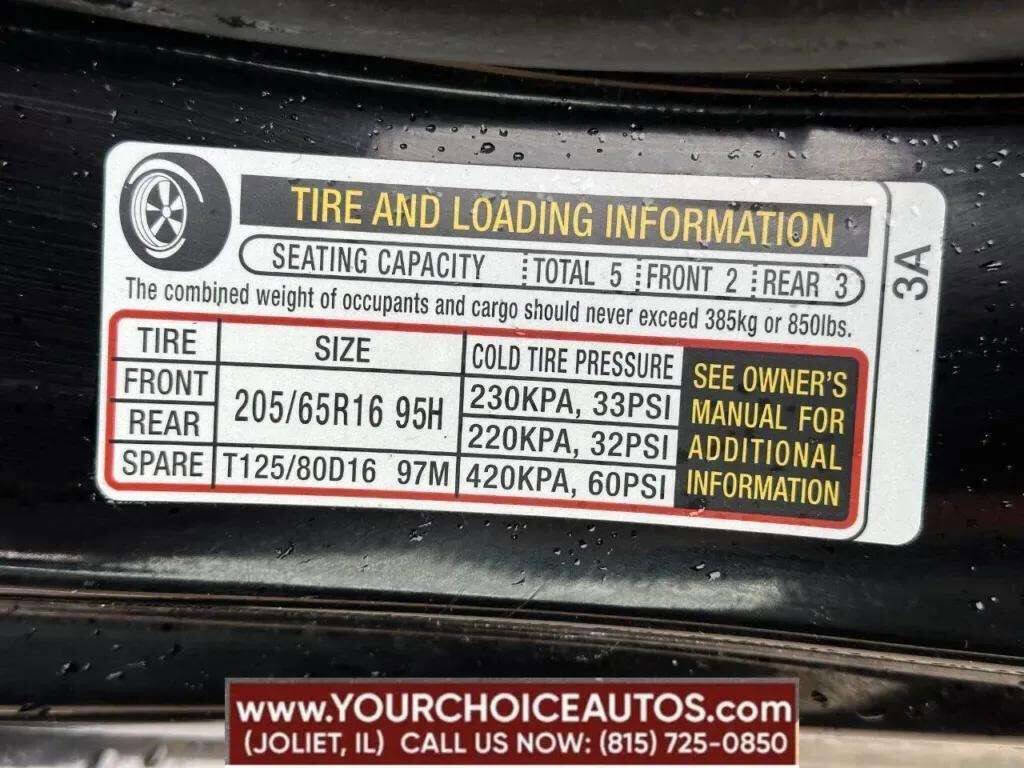 TIRE AND LOADING INFORMATION
SEATING CAPACITY TOTAL 5 FRONT 2 REAR 3
The combined weight of occupants and cargo should never exceed 385kg or 850lbs.
3A
TIRE SIZE COLD TIRE PRESSURE
FRONT 205/65R16 95H 230KPA, 33PSI
REAR 220KPA, 32PSI
SPARE T125/80D16 97M 420KPA, 60PSI
SEE OWNER'S
MANUAL FOR
ADDITIONAL
INFORMATION
www.YOURCHOICEAUTOS.com
(JOLIET, IL) CALL US NOW: (815) 725-0850